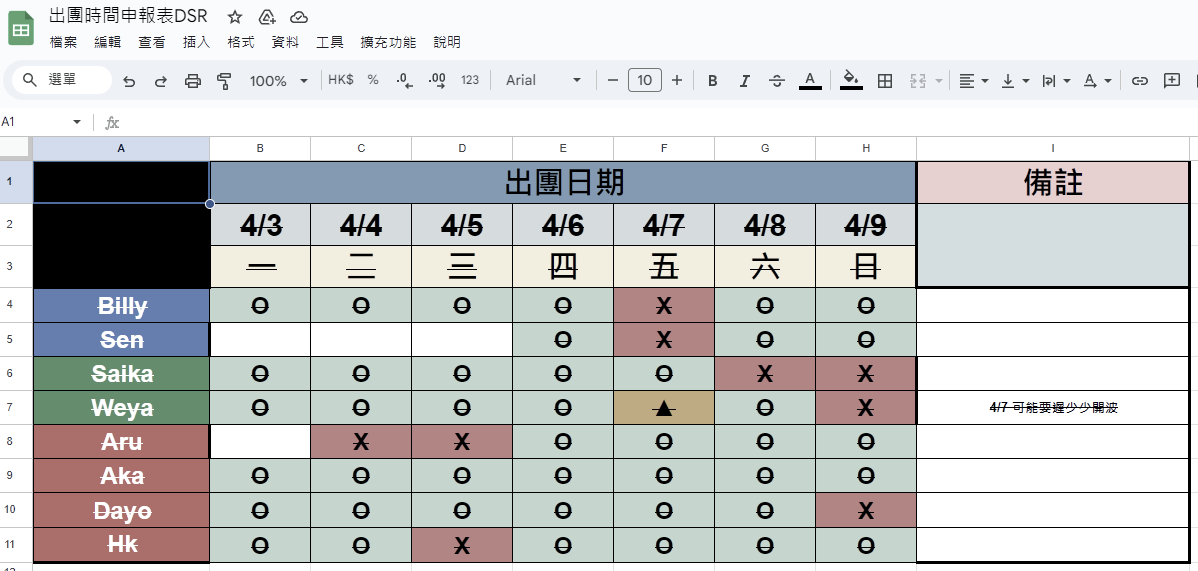 出團時間申報表DSR
檔案 編輯 查看 插入 格式 資料 工具 擴充功能 說明
選單 100% HK$ % .0 .00 123 Arial 10 B I A A
A1 fx
A B C D E F G H I
1 出團日期 備註
2 4/3 4/4 4/5 4/6 4/7 4/8 4/9
3 一 二 三 四 五 六 日
4 Billy O O O O X O O
5 Sen O X O O
6 Saika O O O O O X X
7 Weya O O O O ▲ O X 4/7 可能要遲少少開波
8 Aru X X O O O O
9 Aka O O O O O O O
10 Dayo O O O O O O X
11 Hk O O X O O O O